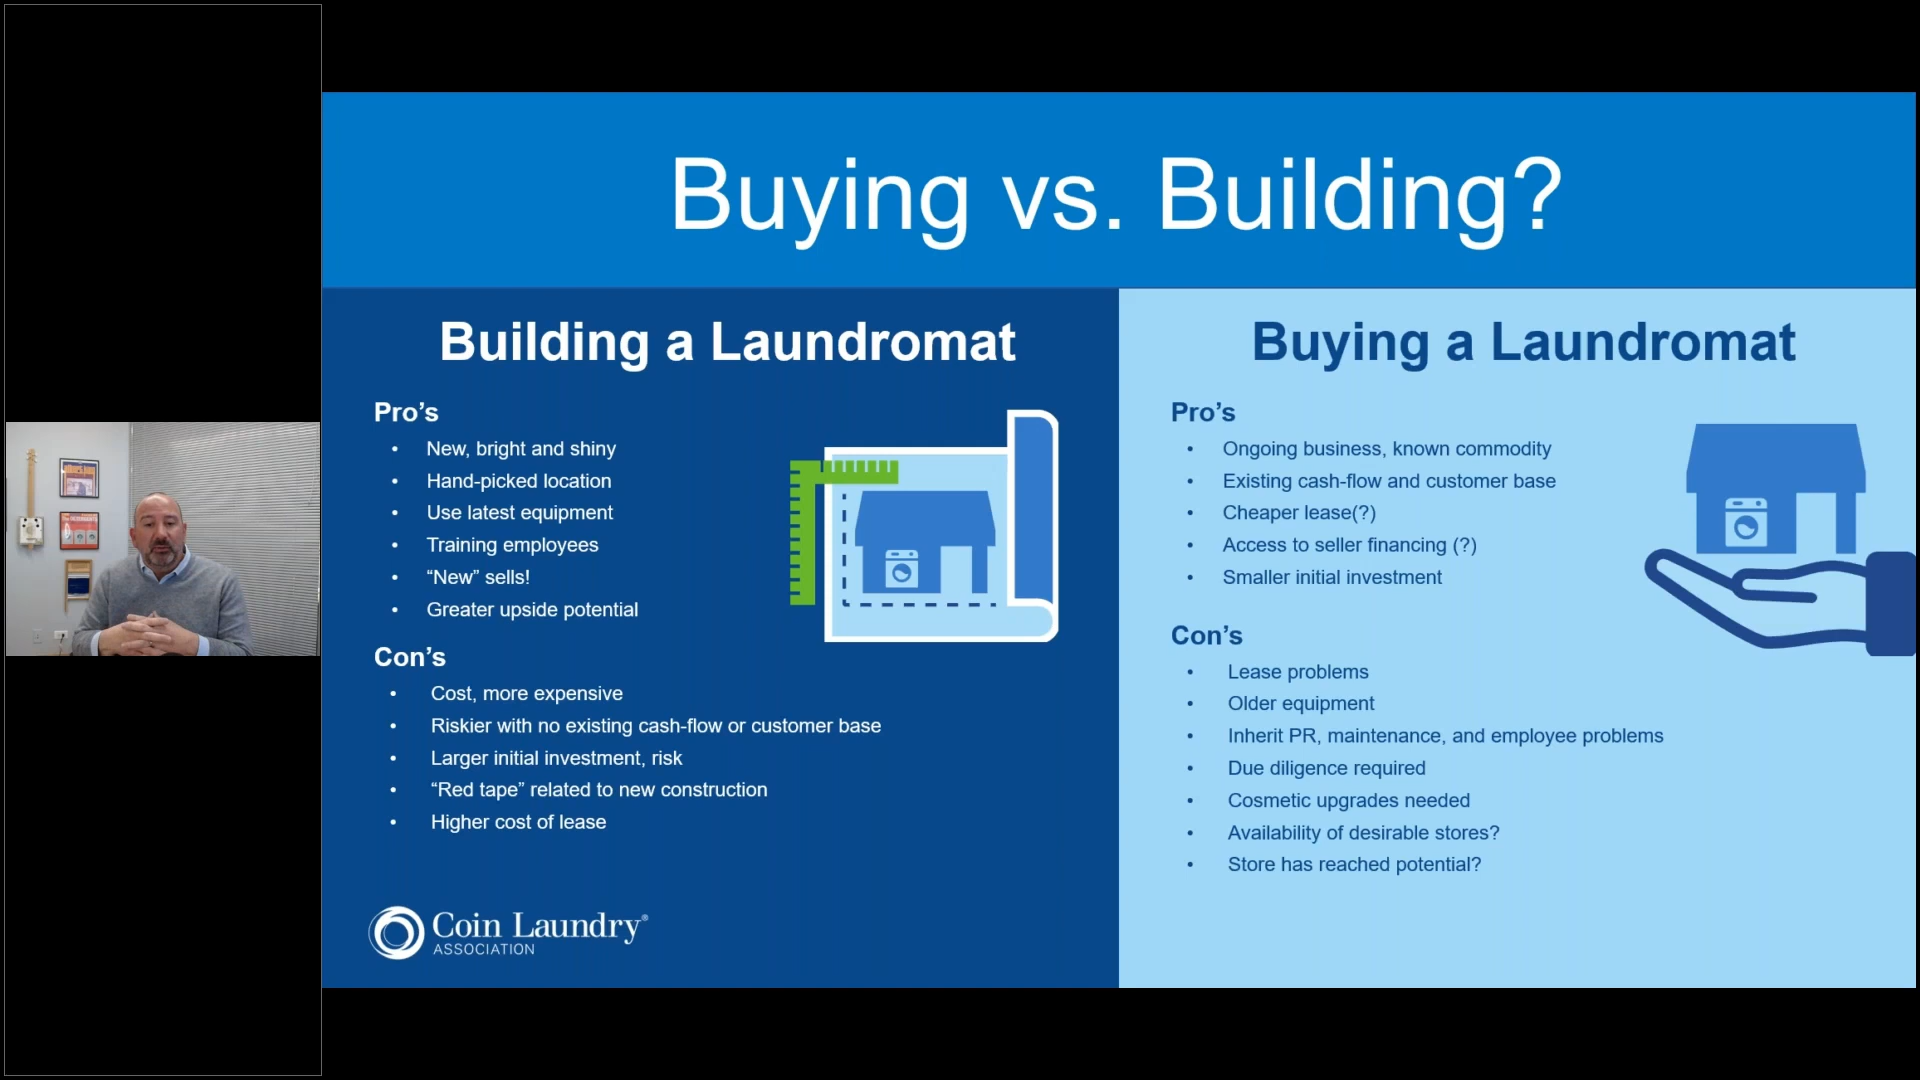 Buying vs. Building?
Building a Laundromat
Pro’s
• New, bright and shiny
• Hand-picked location
• Use latest equipment
• Training employees
• “New” sells!
• Greater upside potential
Con’s
• Cost, more expensive
• Riskier with no existing cash-flow or customer base
• Larger initial investment, risk
• “Red tape” related to new construction
• Higher cost of lease
Coin Laundry®
ASSOCIATION
Buying a Laundromat
Pro’s
• Ongoing business, known commodity
• Existing cash-flow and customer base
• Cheaper lease(?)
• Access to seller financing (?)
• Smaller initial investment
Con’s
• Lease problems
• Older equipment
• Inherit PR, maintenance, and employee problems
• Due diligence required
• Cosmetic upgrades needed
• Availability of desirable stores?
• Store has reached potential?